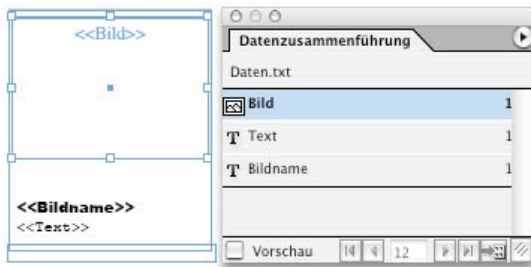 <<Bild>>
<<Bildname>>
<<Text>>
Datenzusammenführung
Daten.txt
Bild 1
T Text 1
T Bildname 1
Vorschau 12